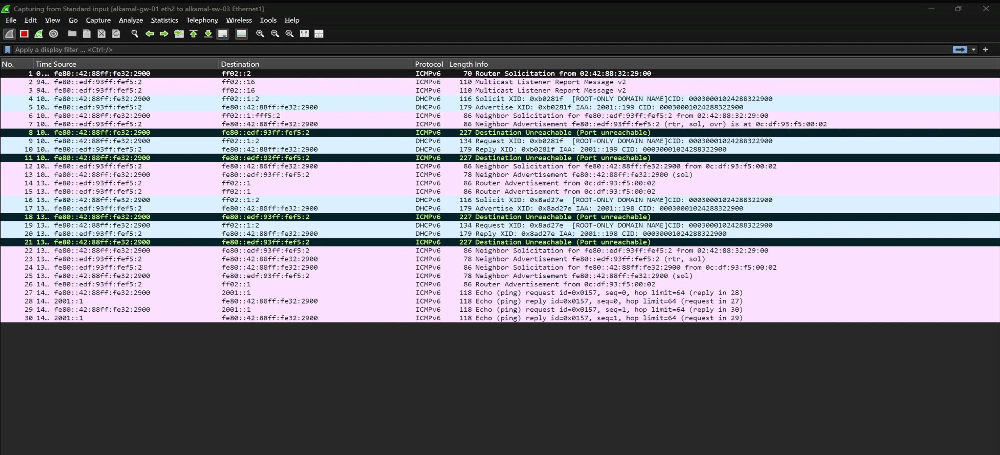 Capturing from Standard input [alkamal-gw-01 eth2 to alkamal-sw-03 Ethernet1]
File Edit View Go Capture Analyze Statistics Telephony Wireless Tools Help
Apply a display filter ... <Ctrl-/>
No. Time Source Destination Protocol Length Info
1 0.… fe80::42:88ff:fe32:2900 ff02::2 ICMPv6 70 Router Solicitation from 02:42:88:32:29:00
2 94… fe80::edf:93ff:fef5:2 ff02::16 ICMPv6 110 Multicast Listener Report Message v2
3 94… fe80::edf:93ff:fef5:2 ff02::16 ICMPv6 110 Multicast Listener Report Message v2
4 10… fe80::42:88ff:fe32:2900 ff02::1:2 DHCPv6 116 Solicit XID: 0xb0281f [ROOT-ONLY DOMAIN NAME]CID: 00030001024288322900
5 10… fe80::edf:93ff:fef5:2 fe80::42:88ff:fe32:2900 DHCPv6 179 Advertise XID: 0xb0281f IAA: 2001::199 CID: 00030001024288322900
6 10… fe80::42:88ff:fe32:2900 ff02::1:fff5:2 ICMPv6 86 Neighbor Solicitation for fe80::edf:93ff:fef5:2 from 02:42:88:32:29:00
7 10… fe80::edf:93ff:fef5:2 fe80::42:88ff:fe32:2900 ICMPv6 86 Neighbor Advertisement fe80::edf:93ff:fef5:2 (rtr, sol, ovr) is at 0c:df:93:f5:00:02
8 10… fe80::42:88ff:fe32:2900 fe80::edf:93ff:fef5:2 ICMPv6 227 Destination Unreachable (Port unreachable)
9 10… fe80::42:88ff:fe32:2900 ff02::1:2 DHCPv6 134 Request XID: 0xb0281f [ROOT-ONLY DOMAIN NAME]CID: 00030001024288322900
10 10… fe80::edf:93ff:fef5:2 fe80::42:88ff:fe32:2900 DHCPv6 179 Reply XID: 0xb0281f IAA: 2001::199 CID: 00030001024288322900
11 10… fe80::42:88ff:fe32:2900 fe80::edf:93ff:fef5:2 ICMPv6 227 Destination Unreachable (Port unreachable)
12 10… fe80::edf:93ff:fef5:2 fe80::42:88ff:fe32:2900 ICMPv6 86 Neighbor Solicitation for fe80::42:88ff:fe32:2900 from 0c:df:93:f5:00:02
13 10… fe80::42:88ff:fe32:2900 fe80::edf:93ff:fef5:2 ICMPv6 78 Neighbor Advertisement fe80::42:88ff:fe32:2900 (sol)
14 13… fe80::edf:93ff:fef5:2 ff02::1 ICMPv6 86 Router Advertisement from 0c:df:93:f5:00:02
15 13… fe80::edf:93ff:fef5:2 ff02::1 ICMPv6 86 Router Advertisement from 0c:df:93:f5:00:02
16 13… fe80::42:88ff:fe32:2900 ff02::1:2 DHCPv6 116 Solicit XID: 0x8ad27e [ROOT-ONLY DOMAIN NAME]CID: 00030001024288322900
17 13… fe80::edf:93ff:fef5:2 fe80::42:88ff:fe32:2900 DHCPv6 179 Advertise XID: 0x8ad27e IAA: 2001::198 CID: 00030001024288322900
18 13… fe80::42:88ff:fe32:2900 fe80::edf:93ff:fef5:2 ICMPv6 227 Destination Unreachable (Port unreachable)
19 13… fe80::42:88ff:fe32:2900 ff02::1:2 DHCPv6 134 Request XID: 0x8ad27e [ROOT-ONLY DOMAIN NAME]CID: 00030001024288322900
20 13… fe80::edf:93ff:fef5:2 fe80::42:88ff:fe32:2900 DHCPv6 179 Reply XID: 0x8ad27e IAA: 2001::198 CID: 00030001024288322900
21 13… fe80::42:88ff:fe32:2900 fe80::edf:93ff:fef5:2 ICMPv6 227 Destination Unreachable (Port unreachable)
22 13… fe80::42:88ff:fe32:2900 fe80::edf:93ff:fef5:2 ICMPv6 86 Neighbor Solicitation for fe80::edf:93ff:fef5:2 from 02:42:88:32:29:00
23 13… fe80::edf:93ff:fef5:2 fe80::42:88ff:fe32:2900 ICMPv6 78 Neighbor Advertisement fe80::edf:93ff:fef5:2 (rtr, sol)
24 13… fe80::edf:93ff:fef5:2 fe80::42:88ff:fe32:2900 ICMPv6 86 Neighbor Solicitation for fe80::42:88ff:fe32:2900 from 0c:df:93:f5:00:02
25 13… fe80::42:88ff:fe32:2900 fe80::edf:93ff:fef5:2 ICMPv6 78 Neighbor Advertisement fe80::42:88ff:fe32:2900 (sol)
26 14… fe80::edf:93ff:fef5:2 ff02::1 ICMPv6 86 Router Advertisement from 0c:df:93:f5:00:02
27 14… fe80::42:88ff:fe32:2900 2001::1 ICMPv6 118 Echo (ping) request id=0x0157, seq=0, hop limit=64 (reply in 28)
28 14… 2001::1 fe80::42:88ff:fe32:2900 ICMPv6 118 Echo (ping) reply id=0x0157, seq=0, hop limit=64 (request in 27)
29 14… fe80::42:88ff:fe32:2900 2001::1 ICMPv6 118 Echo (ping) request id=0x0157, seq=1, hop limit=64 (reply in 30)
30 14… 2001::1 fe80::42:88ff:fe32:2900 ICMPv6 118 Echo (ping) reply id=0x0157, seq=1, hop limit=64 (request in 29)